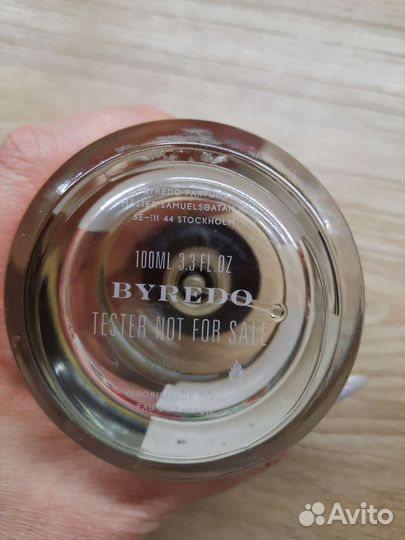 BYREDO PARFUMS
MÄSTER SAMUELSGATAN
SE-111 44 STOCKHOLM
100ML 3.3 FL.OZ
BYREDO
TESTER NOT FOR SALE
Avito